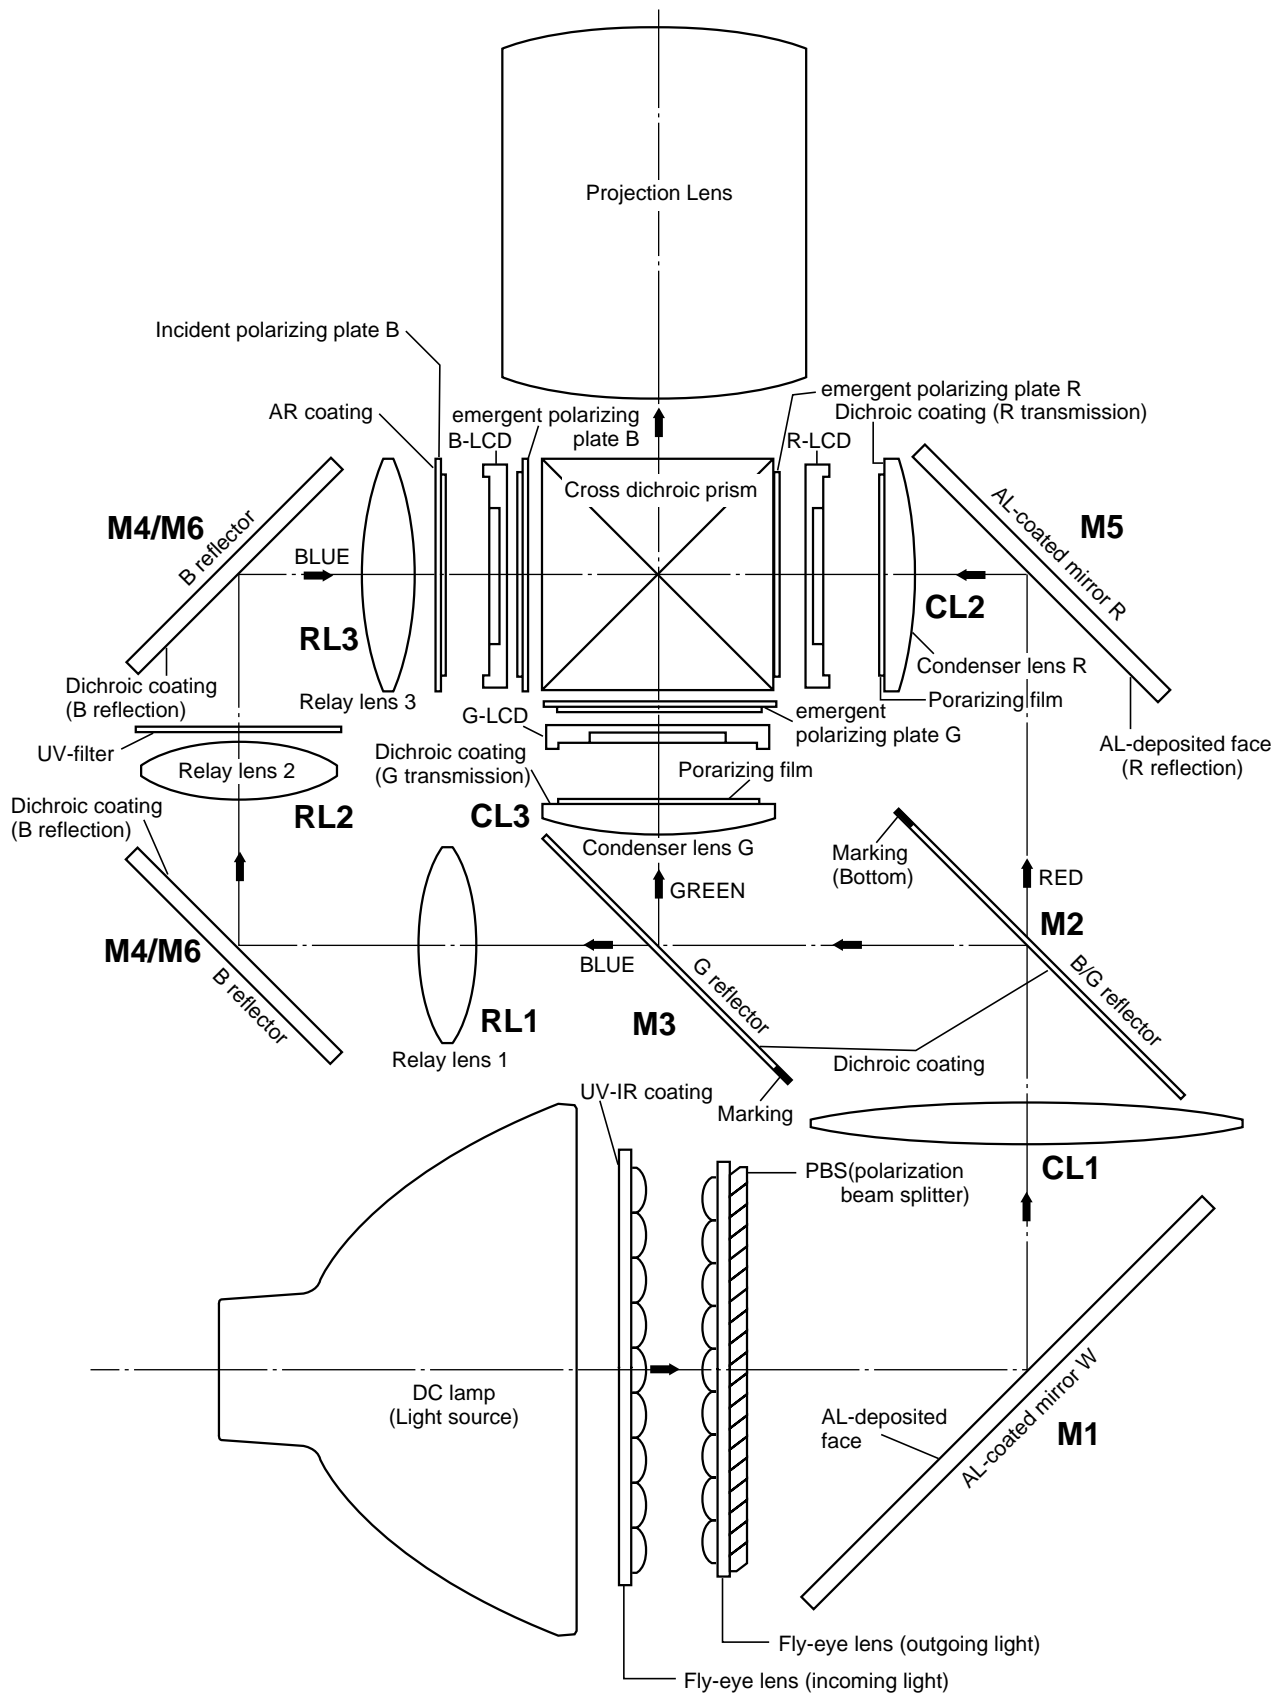 Projection Lens
Incident polarizing plate B
AR coating
emergent polarizing
plate B
B-LCD
emergent polarizing plate R
Dichroic coating (R transmission)
R-LCD
Cross dichroic prism
M4/M6
B reflector
BLUE
RL3
Relay lens 3
AL-coated mirror R
M5
CL2
Condenser lens R
Porarizing film
Dichroic coating
(B reflection)
UV-filter
G-LCD
emergent
polarizing plate G
AL-deposited face
(R reflection)
Relay lens 2
RL2
Dichroic coating
(G transmission)
Porarizing film
CL3
Condenser lens G
Dichroic coating
(B reflection)
Marking
(Bottom)
RED
GREEN
M2
M4/M6
B reflector
BLUE
RL1
Relay lens 1
M3
G reflector
B/G reflector
Dichroic coating
UV-IR coating
Marking
PBS(polarization
beam splitter)
CL1
DC lamp
(Light source)
AL-deposited
face
AL-coated mirror W
M1
Fly-eye lens (outgoing light)
Fly-eye lens (incoming light)